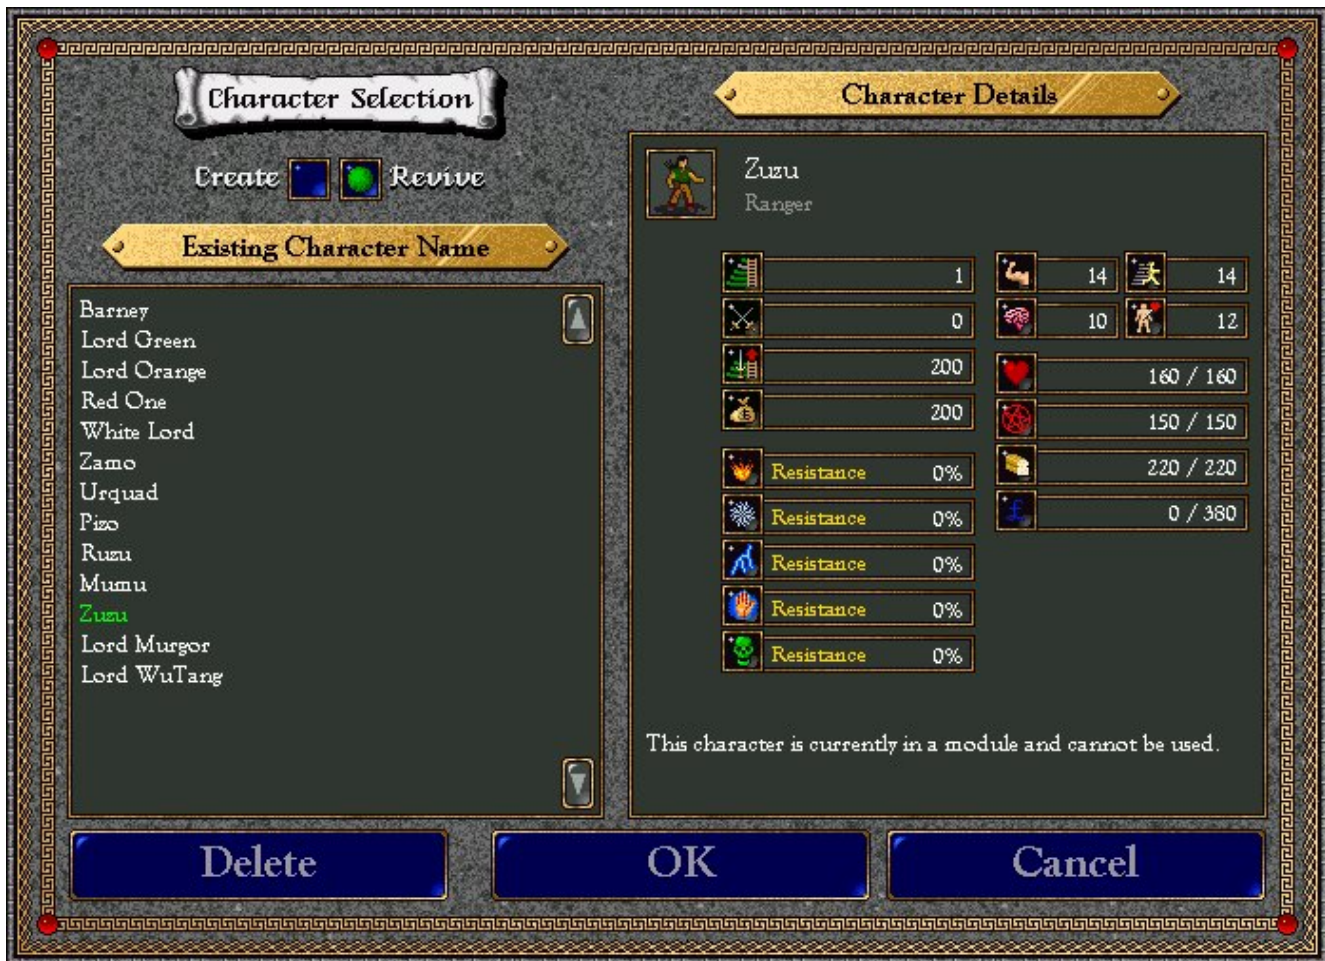 Character Selection
Create Revive
Existing Character Name
Barney
Lord Green
Lord Orange
Red One
White Lord
Zamo
Urquad
Pizo
Ruzu
Mumu
Zuzu
Lord Murgor
Lord WuTang
Character Details
Zuzu
Ranger
1
0
200
200
14 14
10 12
160 / 160
150 / 150
220 / 220
£ 0 / 380
Resistance 0%
Resistance 0%
Resistance 0%
Resistance 0%
Resistance 0%
This character is currently in a module and cannot be used.
Delete OK Cancel